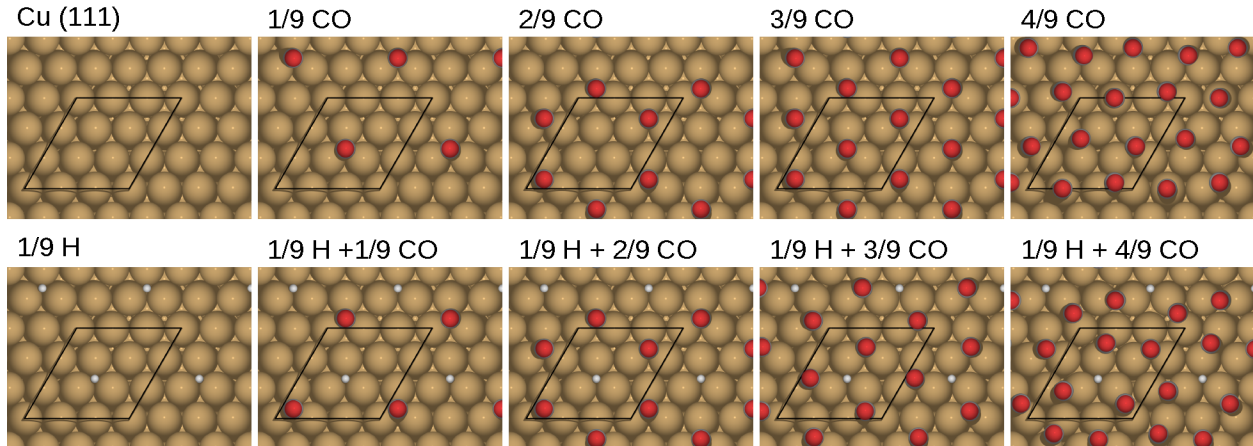 Cu (111)
1/9 CO
2/9 CO
3/9 CO
4/9 CO
1/9 H
1/9 H +1/9 CO
1/9 H + 2/9 CO
1/9 H + 3/9 CO
1/9 H + 4/9 CO